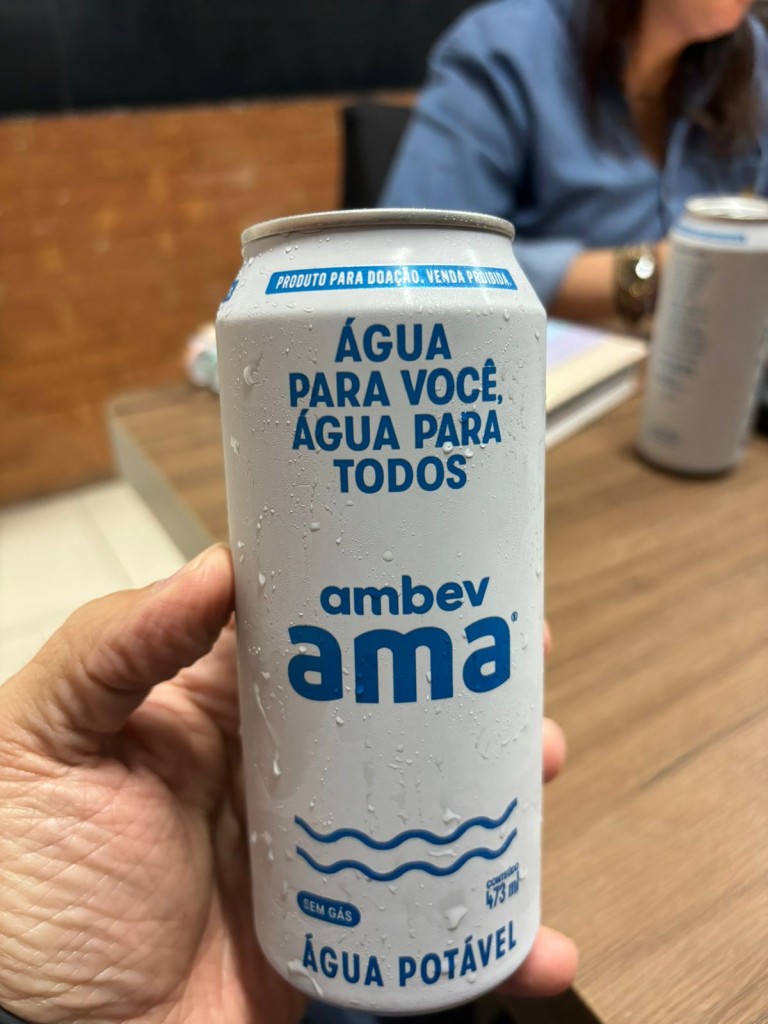 PRODUTO PARA DOAÇÃO. VENDA PROIBIDA.
ÁGUA
PARA VOCÊ,
ÁGUA PARA
TODOS
ambev
ama®
CONTEÚDO
473 ml
SEM GÁS
ÁGUA POTÁVEL